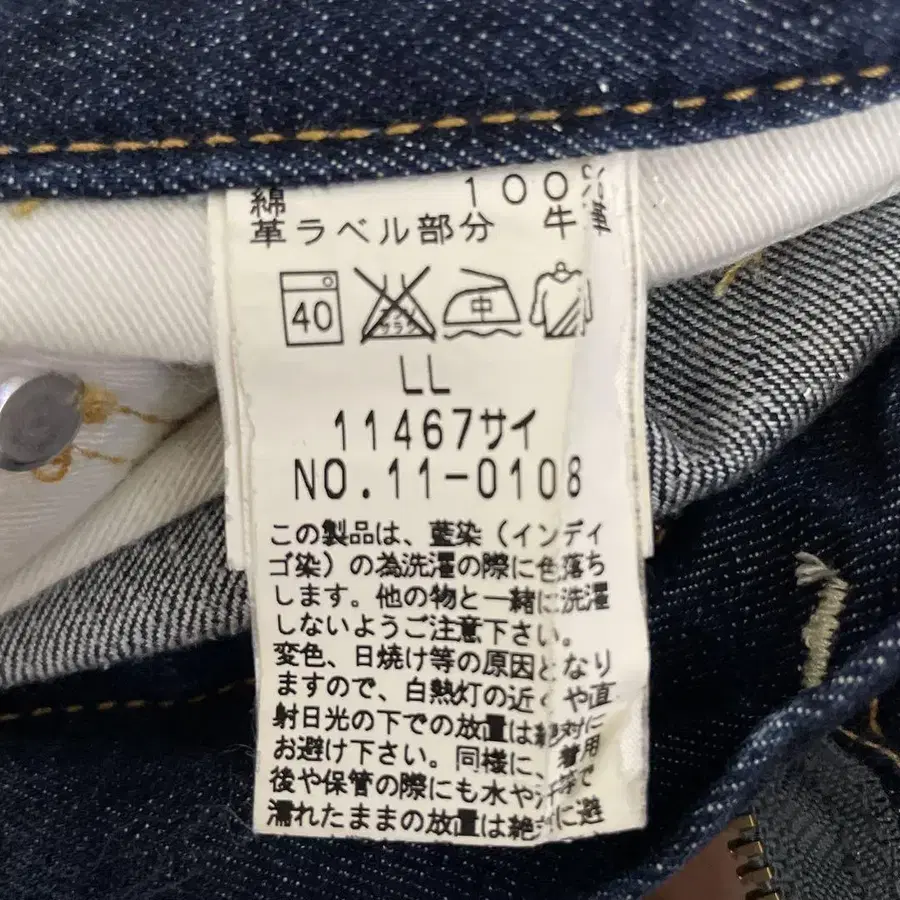 綿 100%
革ラベル部分 牛革
40 中
LL
11467サイ
NO.11-0108
この製品は、藍染(インディ
ゴ染)の為洗濯の際に色落ち
します。他の物と一緒に洗濯
しないようご注意下さい。
変色、日焼け等の原因となり
ますので、白熱灯の近くや直
射日光の下での放置は絶対に
お避け下さい。同様に、着用
後や保管の際にも水や汗等で
濡れたままの放置は絶対に避